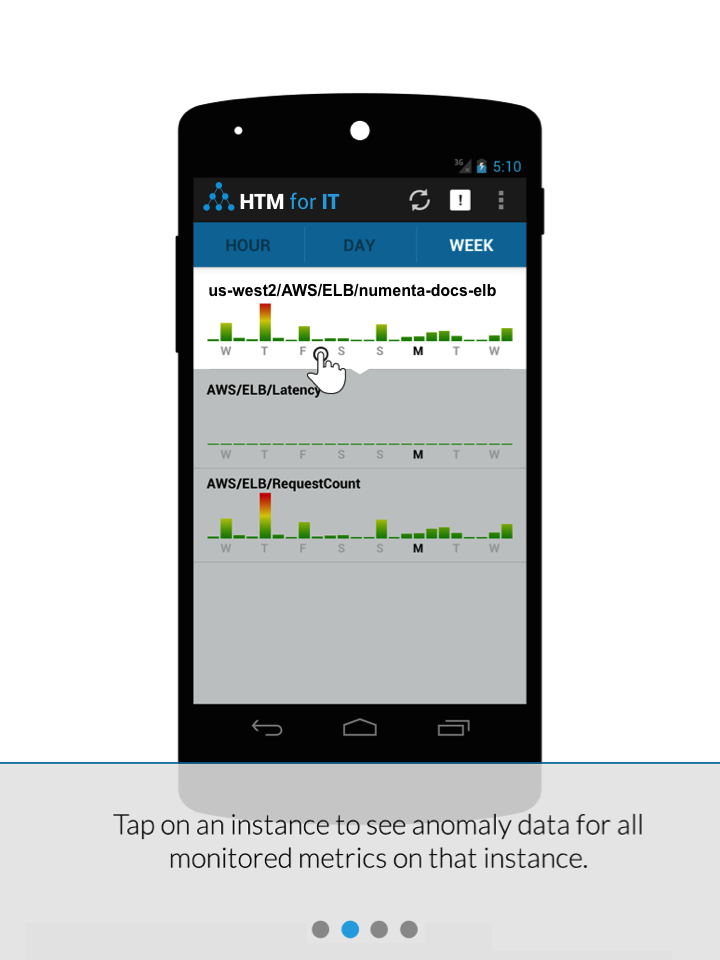 3G 5:10
HTM for IT !
HOUR DAY WEEK
us-west2/AWS/ELB/numenta-docs-elb
W T F S S M T W
AWS/ELB/Latency
W T F S S M T W
AWS/ELB/RequestCount
W T F S S M T W
Tap on an instance to see anomaly data for all
monitored metrics on that instance.